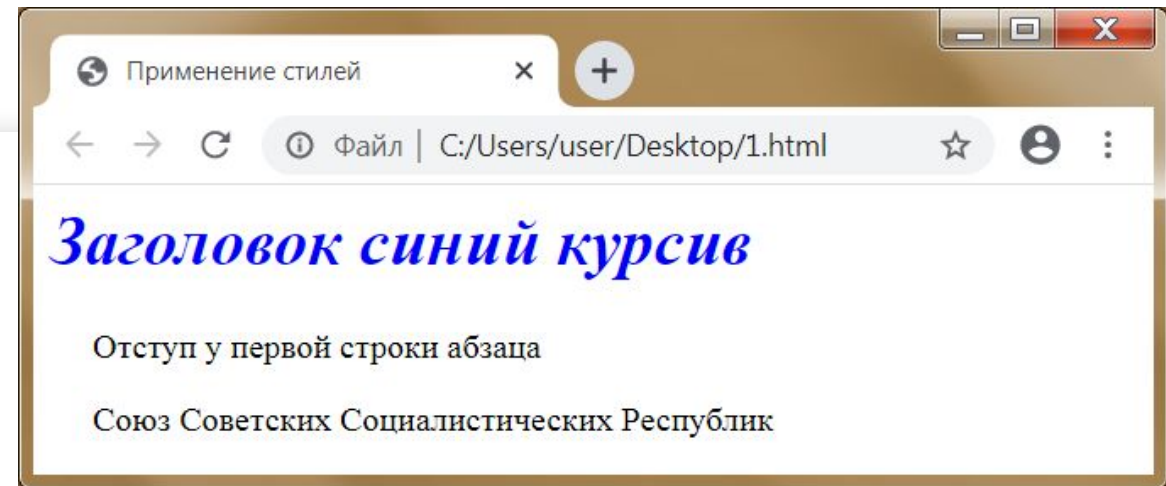 Применение стилей
Файл | C:/Users/user/Desktop/1.html
Заголовок синий курсив
Отступ у первой строки абзаца
Союз Советских Социалистических Республик